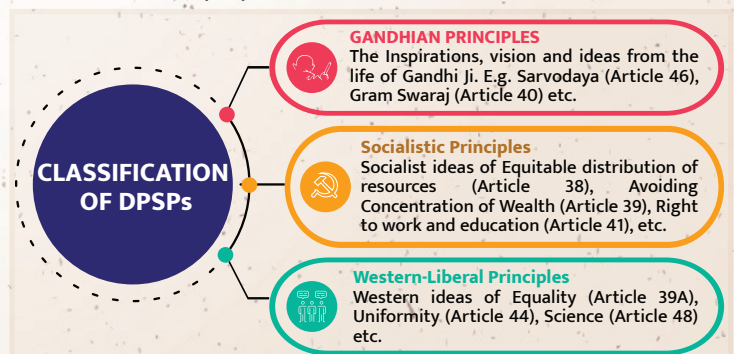 CLASSIFICATION
OF DPSPs
GANDHIAN PRINCIPLES
The Inspirations, vision and ideas from the
life of Gandhi Ji. E.g. Sarvodaya (Article 46),
Gram Swaraj (Article 40) etc.
Socialistic Principles
Socialist ideas of Equitable distribution of
resources (Article 38), Avoiding
Concentration of Wealth (Article 39), Right
to work and education (Article 41), etc.
Western-Liberal Principles
Western ideas of Equality (Article 39A),
Uniformity (Article 44), Science (Article 48)
etc.